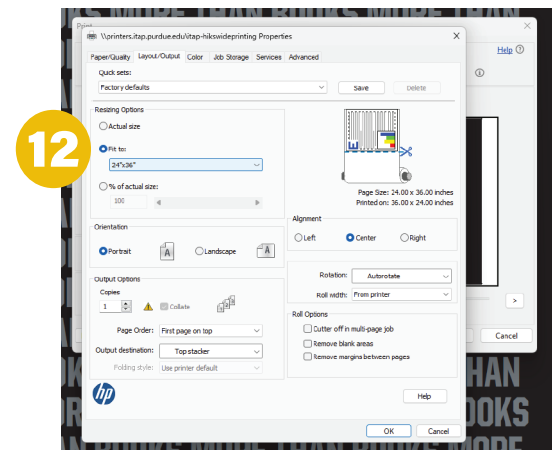 BOOKS MORE THAN BOOKS MORE THAN
Print
\\printers.itap.purdue.edu\itap-hikswideprinting Properties
X
Help
Paper/Quality Layout/Output Color Job Storage Services Advanced
Quick sets:
Factory defaults
Save
Delete
Resizing Options
Actual size
12
Fit to:
24"x36"
% of actual size:
100
E
Page Size: 24.00 x 36.00 inches
Printed on: 36.00 x 24.00 inches
Alignment
Left Center Right
Orientation
Portrait A Landscape A
Rotation: Autorotate
Roll Width: From printer
Output Options
Copies
1 Collate
Page Order: First page on top
Output destination: Top stacker
Folding style: Use printer default
Roll Options
Cutter off in multi-page job
Remove blank areas
Remove margins between pages
>
Cancel
hp
Help
OK Cancel
HAN
OOKS